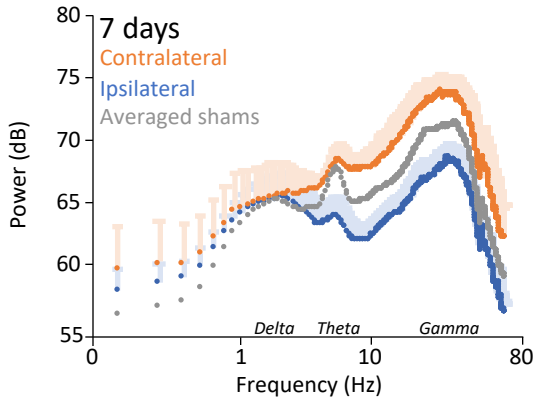 7 days
Contralateral
Ipsilateral
Averaged shams
Power (dB)
80
75
70
65
60
55
Delta
Theta
Gamma
0
1
10
80
Frequency (Hz)